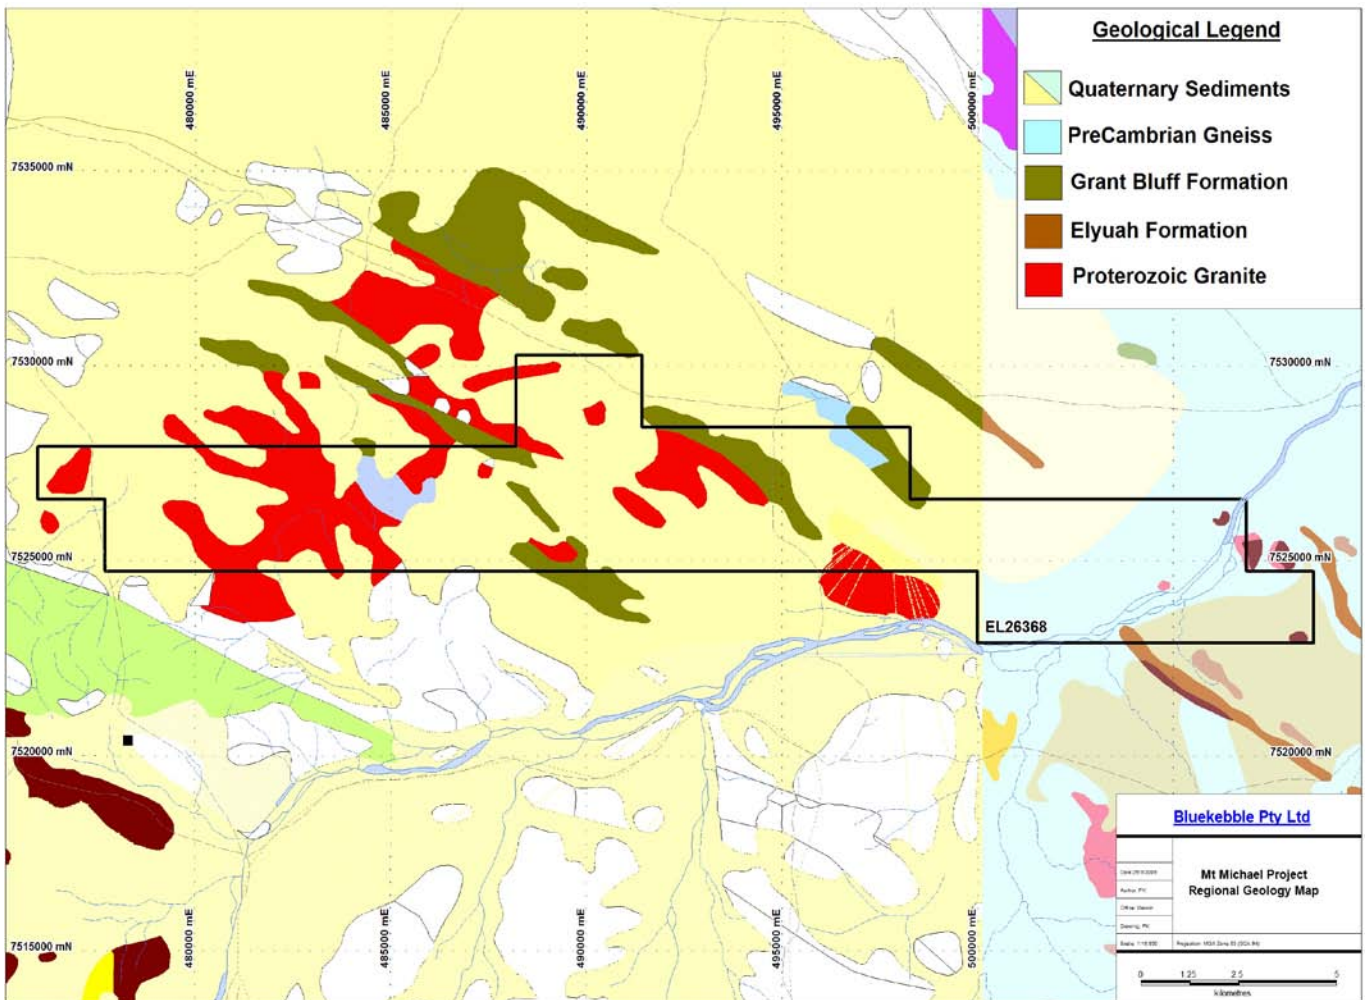 Geological Legend
Quaternary Sediments
PreCambrian Gneiss
Grant Bluff Formation
Elyuah Formation
Proterozoic Granite
480000 mE
485000 mE
490000 mE
495000 mE
500000 mE
7535000 mN
7530000 mN
7530000 mN
7525000 mN
7525000 mN
EL26368
7520000 mN
7520000 mN
7515000 mN
480000 mE
485000 mE
490000 mE
495000 mE
500000 mE
Bluekebble Pty Ltd
Mt Michael Project
Regional Geology Map
0 1.25 2.5 5
kilometres